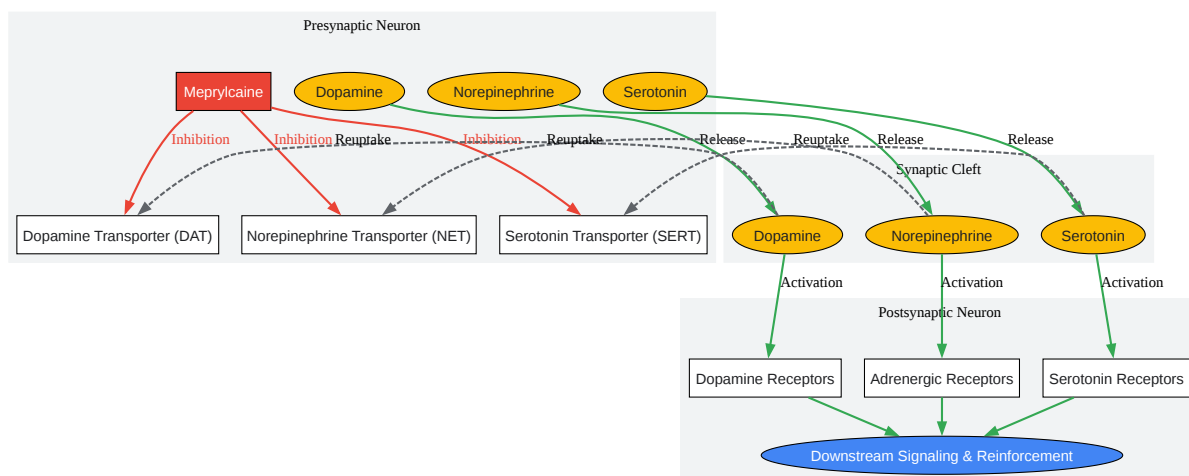 Presynaptic Neuron
Meprylcaine
Dopamine
Norepinephrine
Serotonin
Inhibition
Inhibition
Reuptake
Inhibition
Reuptake
Release
Reuptake
Release
Release
Synaptic Cleft
Dopamine Transporter (DAT)
Norepinephrine Transporter (NET)
Serotonin Transporter (SERT)
Dopamine
Norepinephrine
Serotonin
Activation
Activation
Activation
Postsynaptic Neuron
Dopamine Receptors
Adrenergic Receptors
Serotonin Receptors
Downstream Signaling & Reinforcement